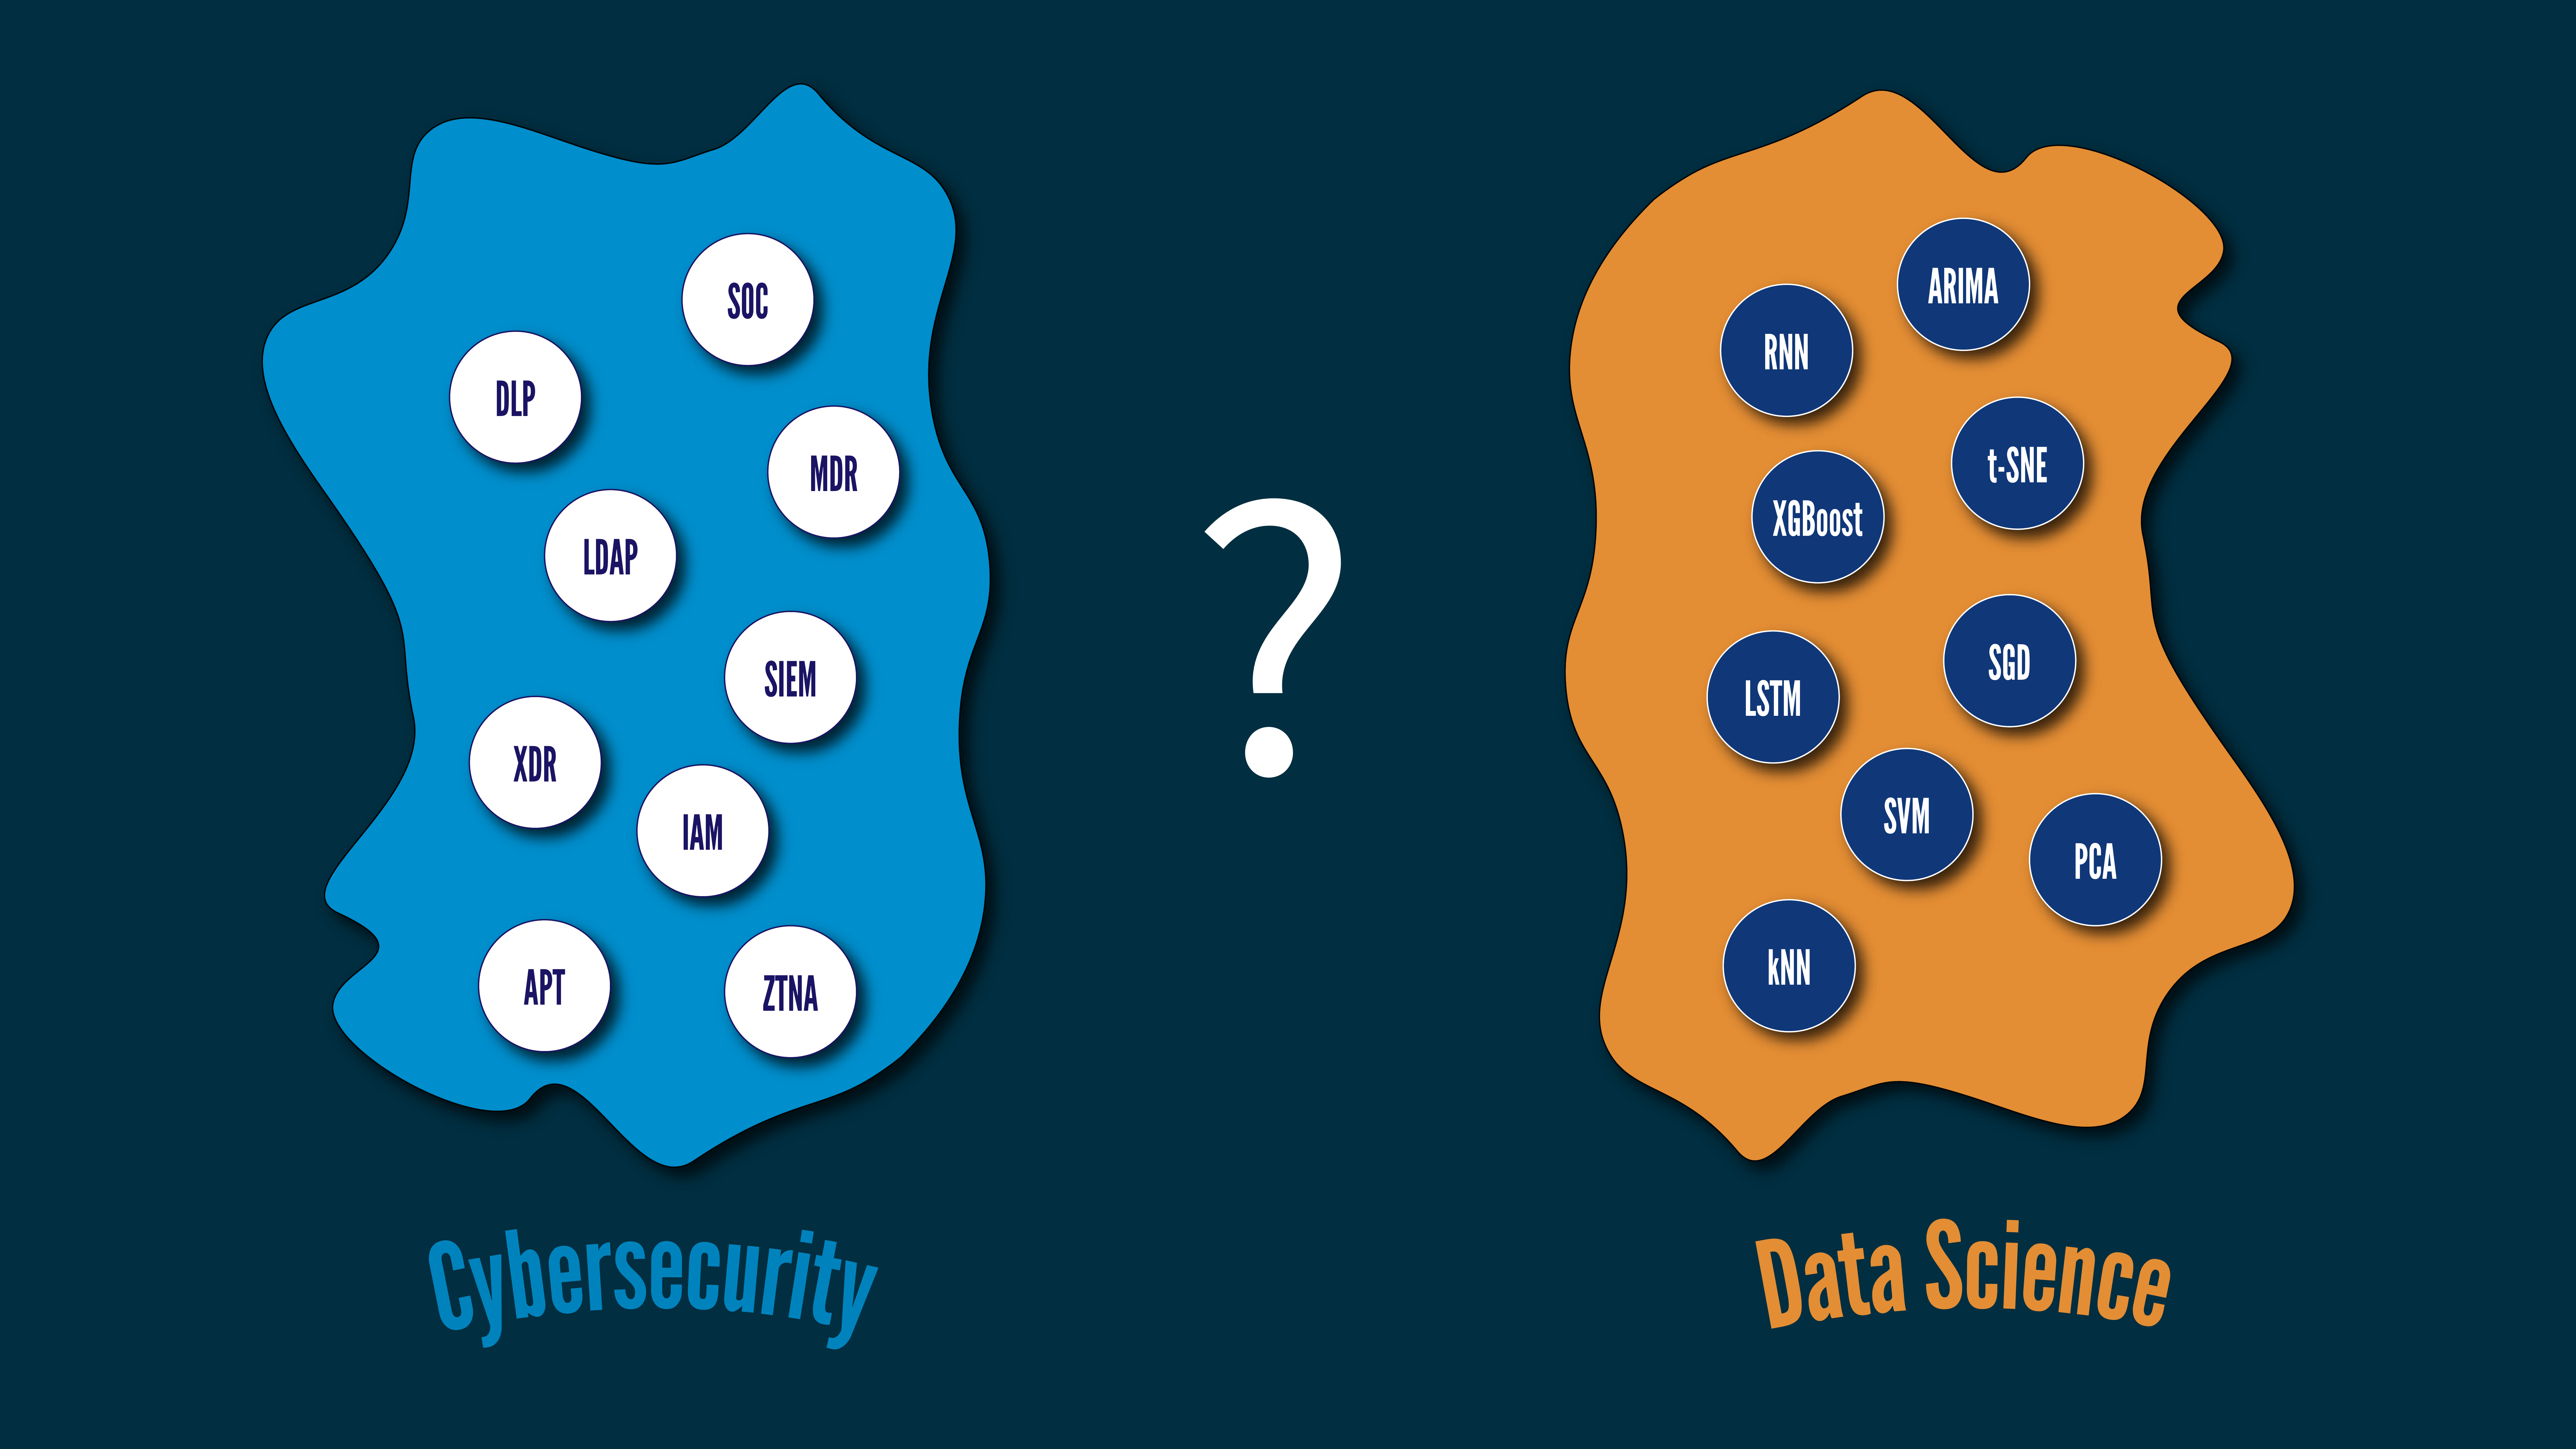 SOC
DLP
MDR
LDAP
SIEM
XDR
IAM
APT
ZTNA
Cybersecurity
?
ARIMA
RNN
t-SNE
XGBoost
SGD
LSTM
SVM
PCA
kNN
Data Science